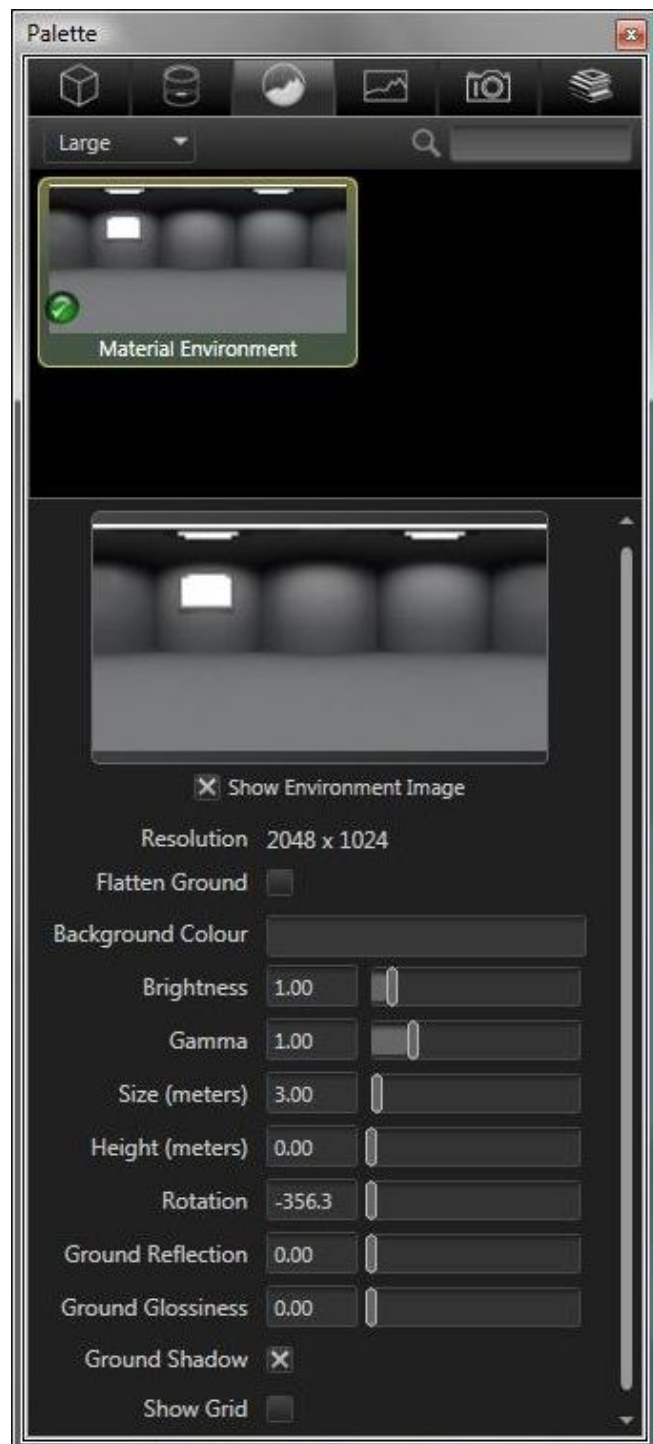 Palette
Large
Material Environment
Show Environment Image
Resolution 2048 x 1024
Flatten Ground
Background Colour
Brightness 1.00
Gamma 1.00
Size (meters) 3.00
Height (meters) 0.00
Rotation -356.3
Ground Reflection 0.00
Ground Glossiness 0.00
Ground Shadow
Show Grid